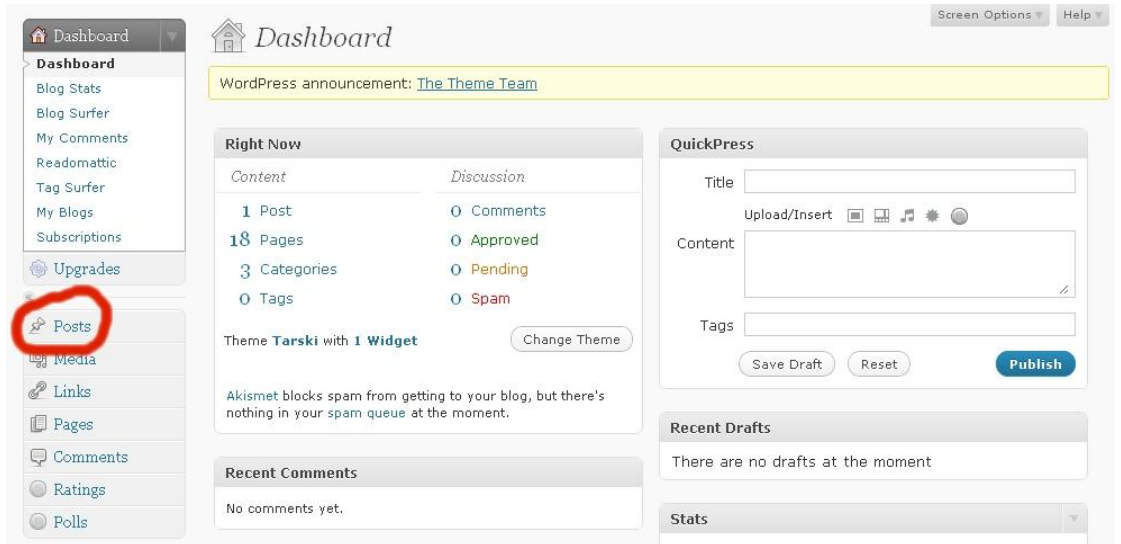 Screen Options Help
Dashboard
Dashboard
Blog Stats
Blog Surfer
My Comments
Readomattic
Tag Surfer
My Blogs
Subscriptions
Upgrades
Posts
Media
Links
Pages
Comments
Ratings
Polls
Dashboard
WordPress announcement: The Theme Team
Right Now
Content Discussion
1 Post 0 Comments
18 Pages 0 Approved
3 Categories 0 Pending
0 Tags 0 Spam
Theme Tarski with 1 Widget Change Theme
Akismet blocks spam from getting to your blog, but there's
nothing in your spam queue at the moment.
Recent Comments
No comments yet.
QuickPress
Title
Upload/Insert
Content
Tags
Save Draft Reset Publish
Recent Drafts
There are no drafts at the moment
Stats